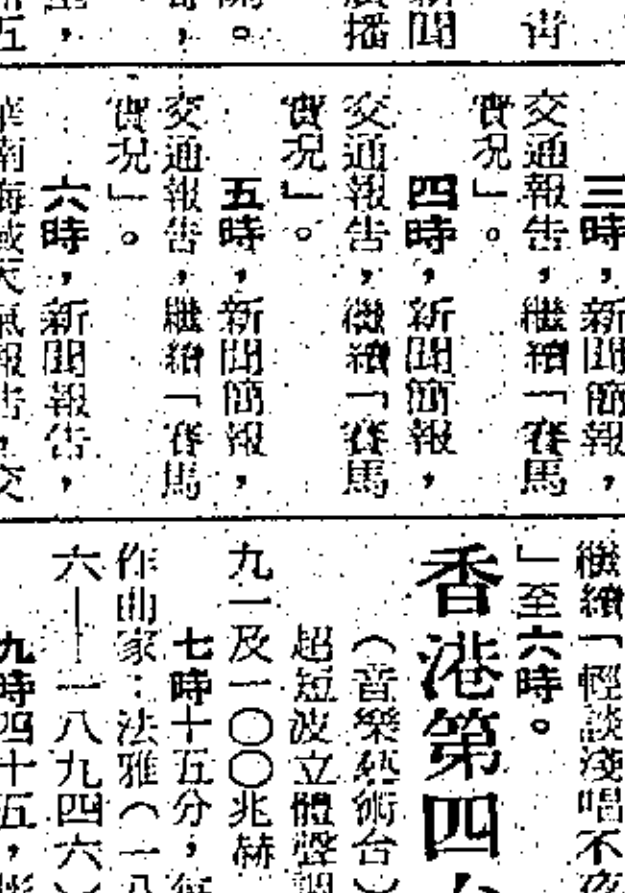 三時,新聞簡報,
交通報告,繼續「賽馬
實況」。
四時,新聞簡報,
交通報告,繼續「賽馬
實況」。
五時,新聞簡報,
交通報告,繼續「賽馬
實況」。
六時,新聞報告,
華南海域天氣報告,交
繼續「輕談淺唱不夜
」至六時。
香港第四
(音樂藝術台)
超短波立體聲調
九一及一〇〇兆赫
七時十五分,每
作曲家:法雅(一八
六——一八九四六)
九時四十五,